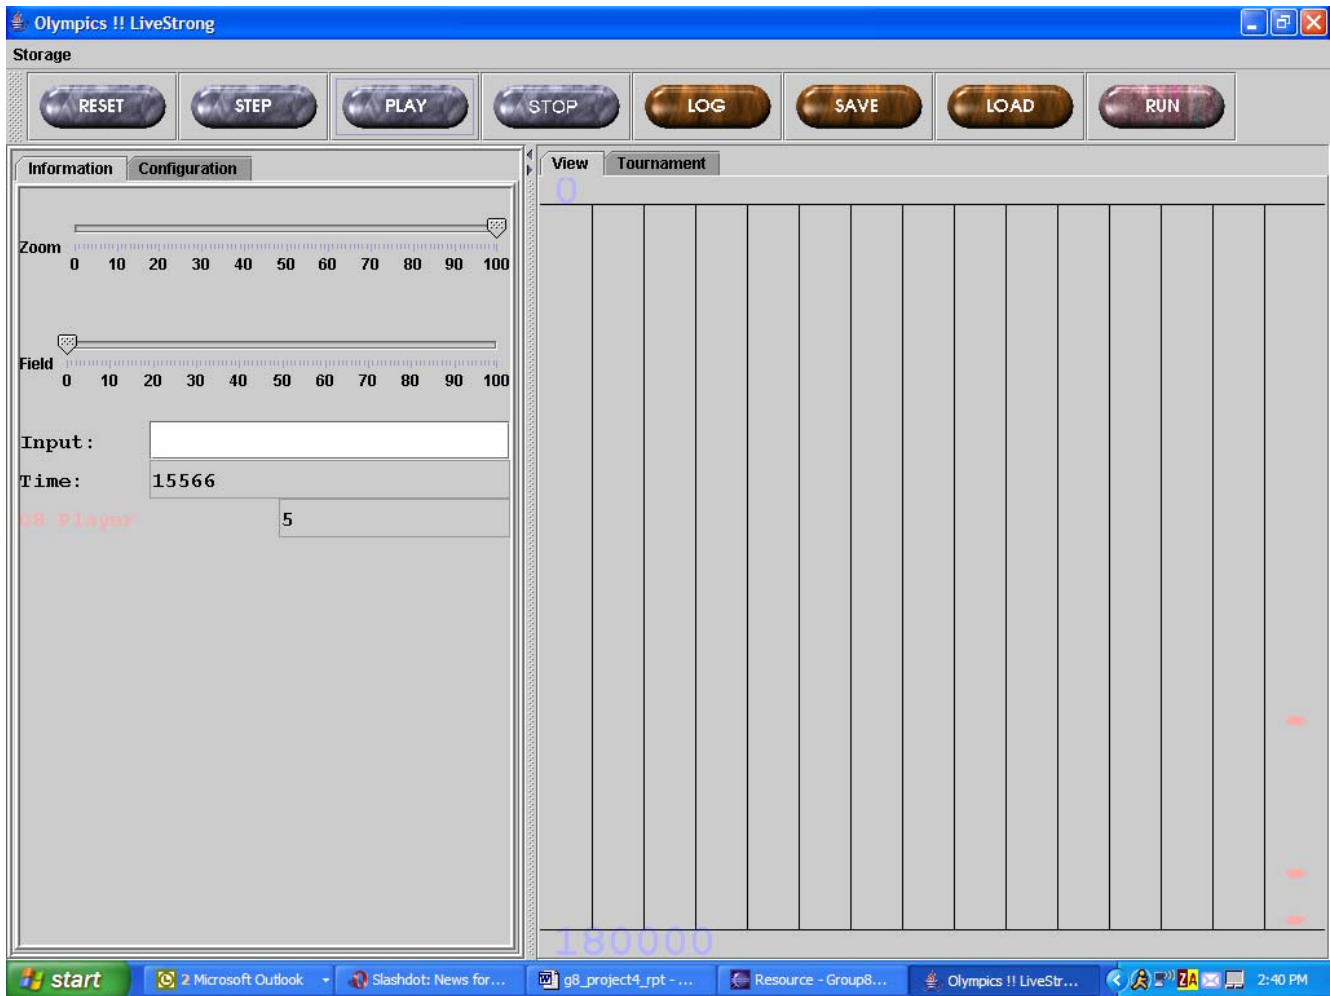 Olympics !! LiveStrong
Storage
RESET STEP PLAY STOP LOG SAVE LOAD RUN
Information Configuration View Tournament
0
Zoom
0 10 20 30 40 50 60 70 80 90 100
Field
0 10 20 30 40 50 60 70 80 90 100
Input:
Time: 15566
G8 Player 5
180000
start 2 Microsoft Outlook Slashdot: News for... g8_project4_rpt - ... Resource - Group8... Olympics !! LiveStr... ZA 2:40 PM